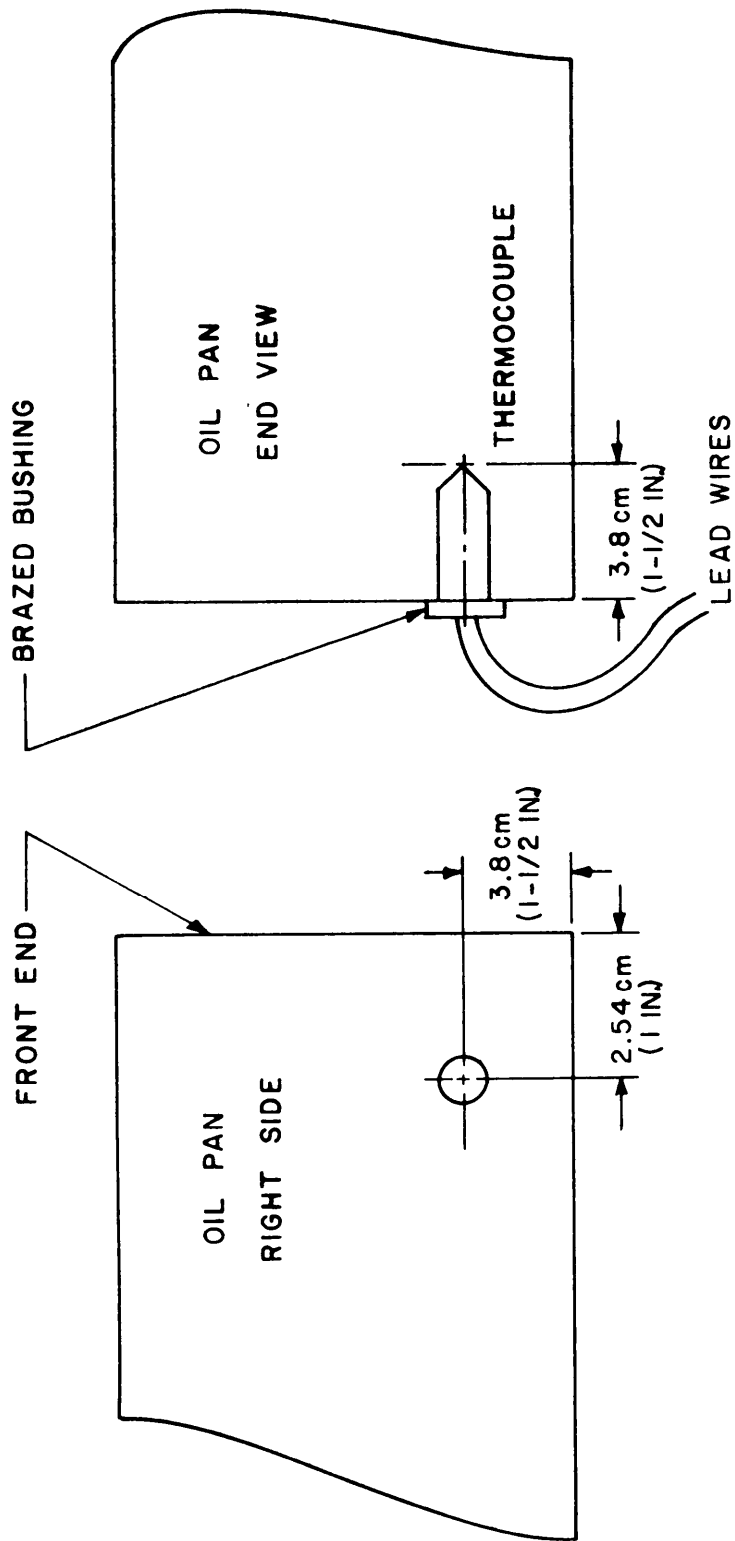 FRONT END
OIL PAN
RIGHT SIDE
3.8 cm
(1-1/2 IN.)
2.54 cm
(1 IN.)
BRAZED BUSHING
OIL PAN
END VIEW
THERMOCOUPLE
3.8 cm
(1-1/2 IN.)
LEAD WIRES